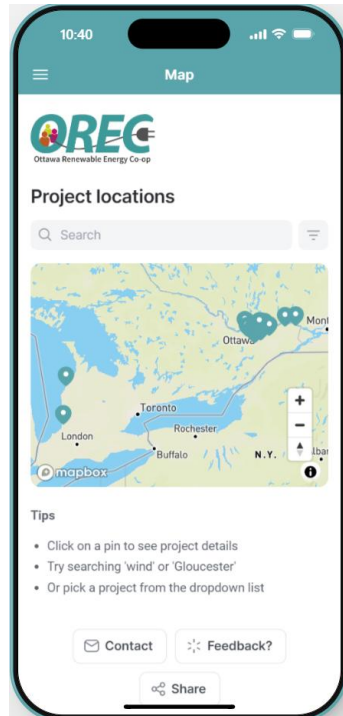 10:40
Map
OREC
Ottawa Renewable Energy Co-op
Project locations
Search
Ottawa
Mont
Toronto
Rochester
London
Buffalo
N.Y.
lba
mapbox
Tips
• Click on a pin to see project details
• Try searching 'wind' or 'Gloucester'
• Or pick a project from the dropdown list
Contact
Feedback?
Share